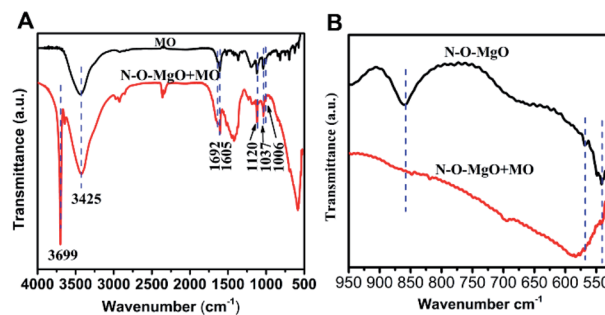 A
B
MO
N-O-MgO+MO
3699
3425
1692
1605
1120
1037
1006
Transmittance (a.u.)
4000 3500 3000 2500 2000 1500 1000 500
Wavenumber (cm⁻¹)
N-O-MgO
N-O-MgO+MO
Transmittance (a.u.)
950 900 850 800 750 700 650 600 550
Wavenumber cm⁻¹